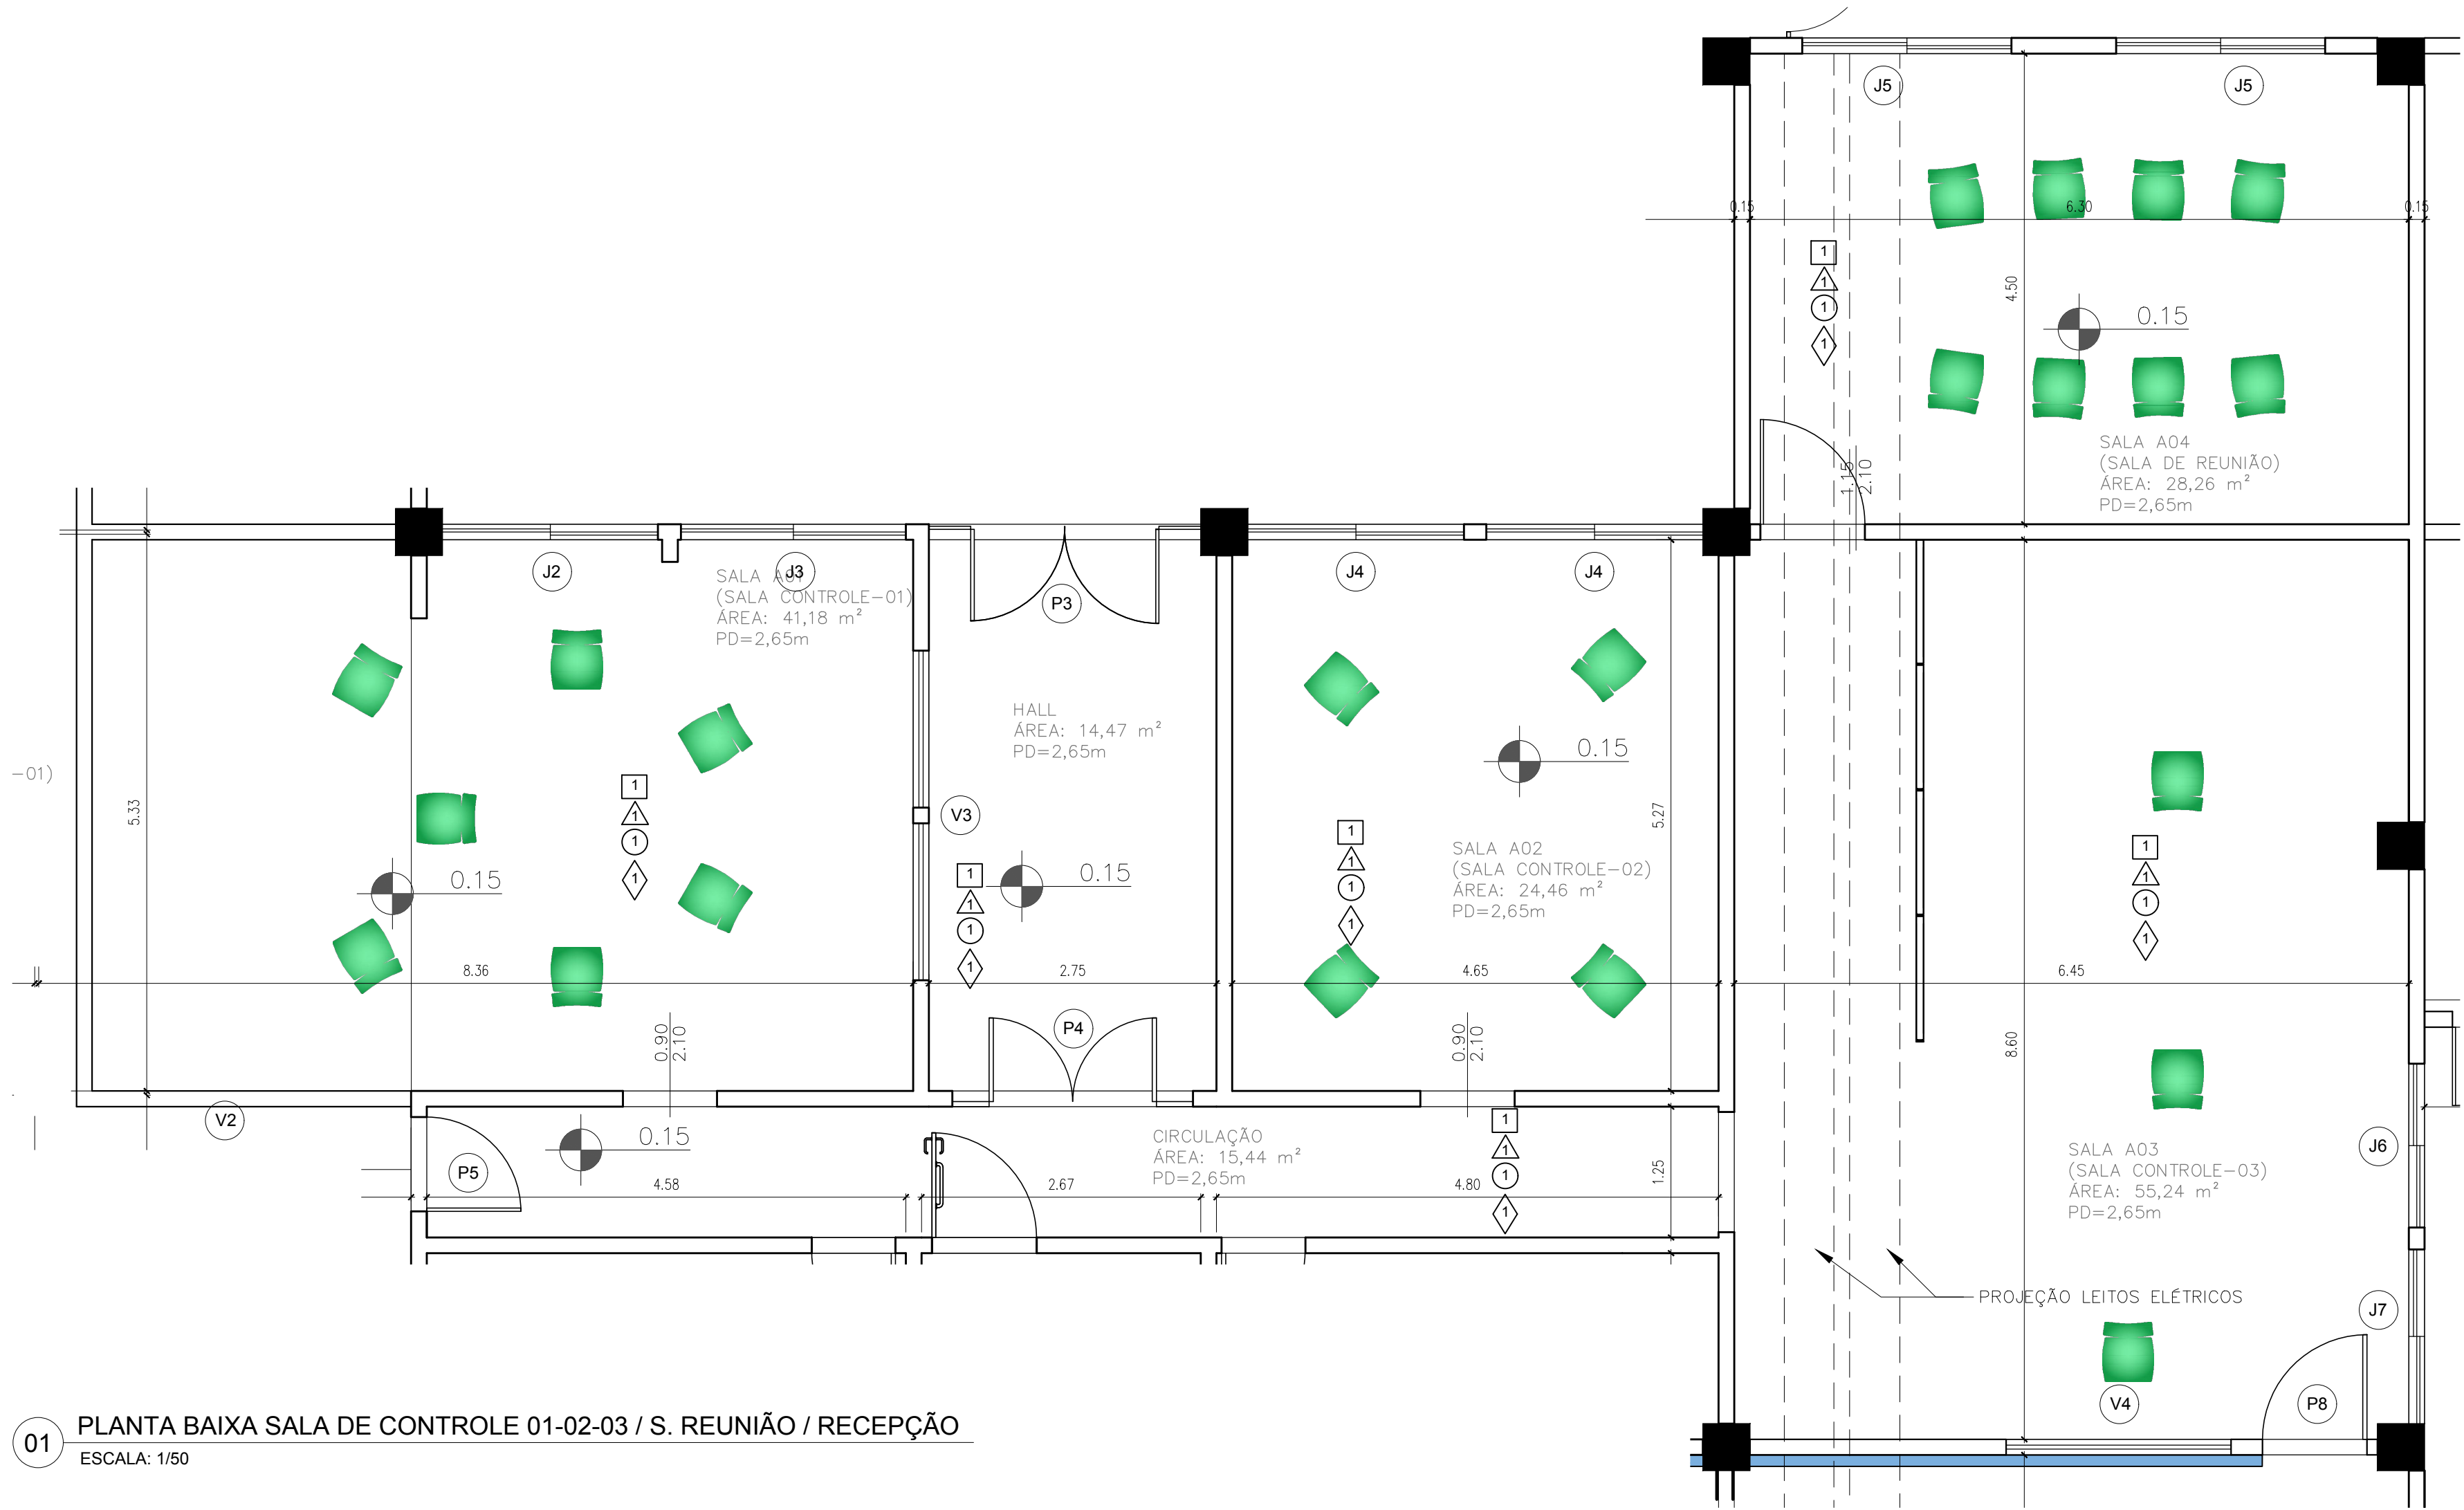 J5
J5
0.15
6.30
0.15
1
1
1
1
4.50
0.15
1.15
2.10
SALA A04
(SALA DE REUNIÃO)
ÁREA: 28,26 m²
PD=2,65m
J2
J3
SALA A01
(SALA CONTROLE-01)
ÁREA: 41,18 m²
PD=2,65m
P3
J4
J4
HALL
ÁREA: 14,47 m²
PD=2,65m
0.15
-01)
5.33
1
1
1
1
V3
0.15
8.36
1
1
1
1
0.15
2.75
1
1
1
1
5.27
SALA A02
(SALA CONTROLE-02)
ÁREA: 24,46 m²
PD=2,65m
4.65
1
1
1
1
6.45
0.90
2.10
P4
0.90
2.10
8.60
V2
P5
0.15
4.58
CIRCULAÇÃO
ÁREA: 15,44 m²
PD=2,65m
2.67
4.80
1
1
1
1
1.25
SALA A03
(SALA CONTROLE-03)
ÁREA: 55,24 m²
PD=2,65m
J6
PROJEÇÃO LEITOS ELÉTRICOS
J7
V4
P8
01
PLANTA BAIXA SALA DE CONTROLE 01-02-03 / S. REUNIÃO / RECEPÇÃO
ESCALA: 1/50